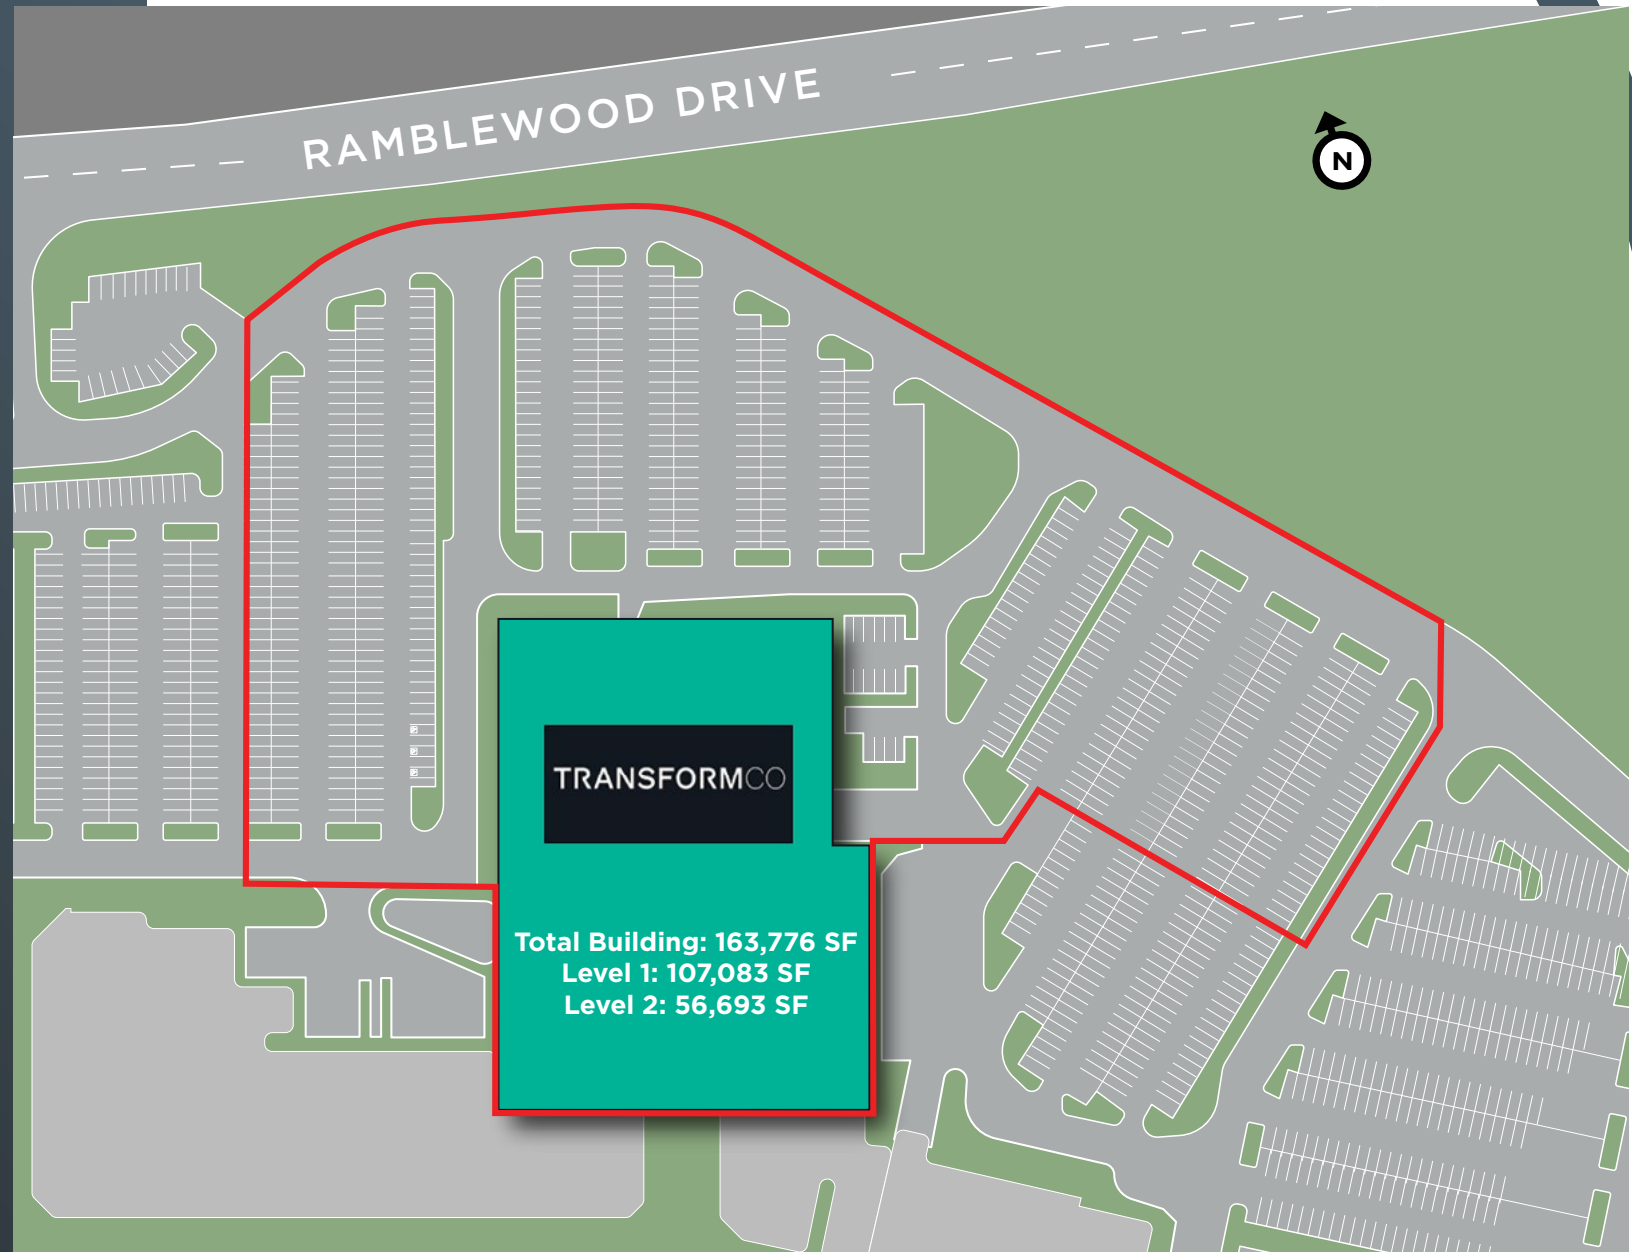 RAMBLEWOOD DRIVE
N
TRANSFORMCO
Total Building: 163,776 SF
Level 1: 107,083 SF
Level 2: 56,693 SF